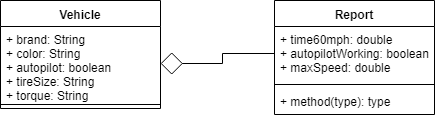 Vehicle
+ brand: String
+ color: String
+ autopilot: boolean
+ tireSize: String
+ torque: String
Report
+ time60mph: double
+ autopilotWorking: boolean
+ maxSpeed: double
+ method(type): type